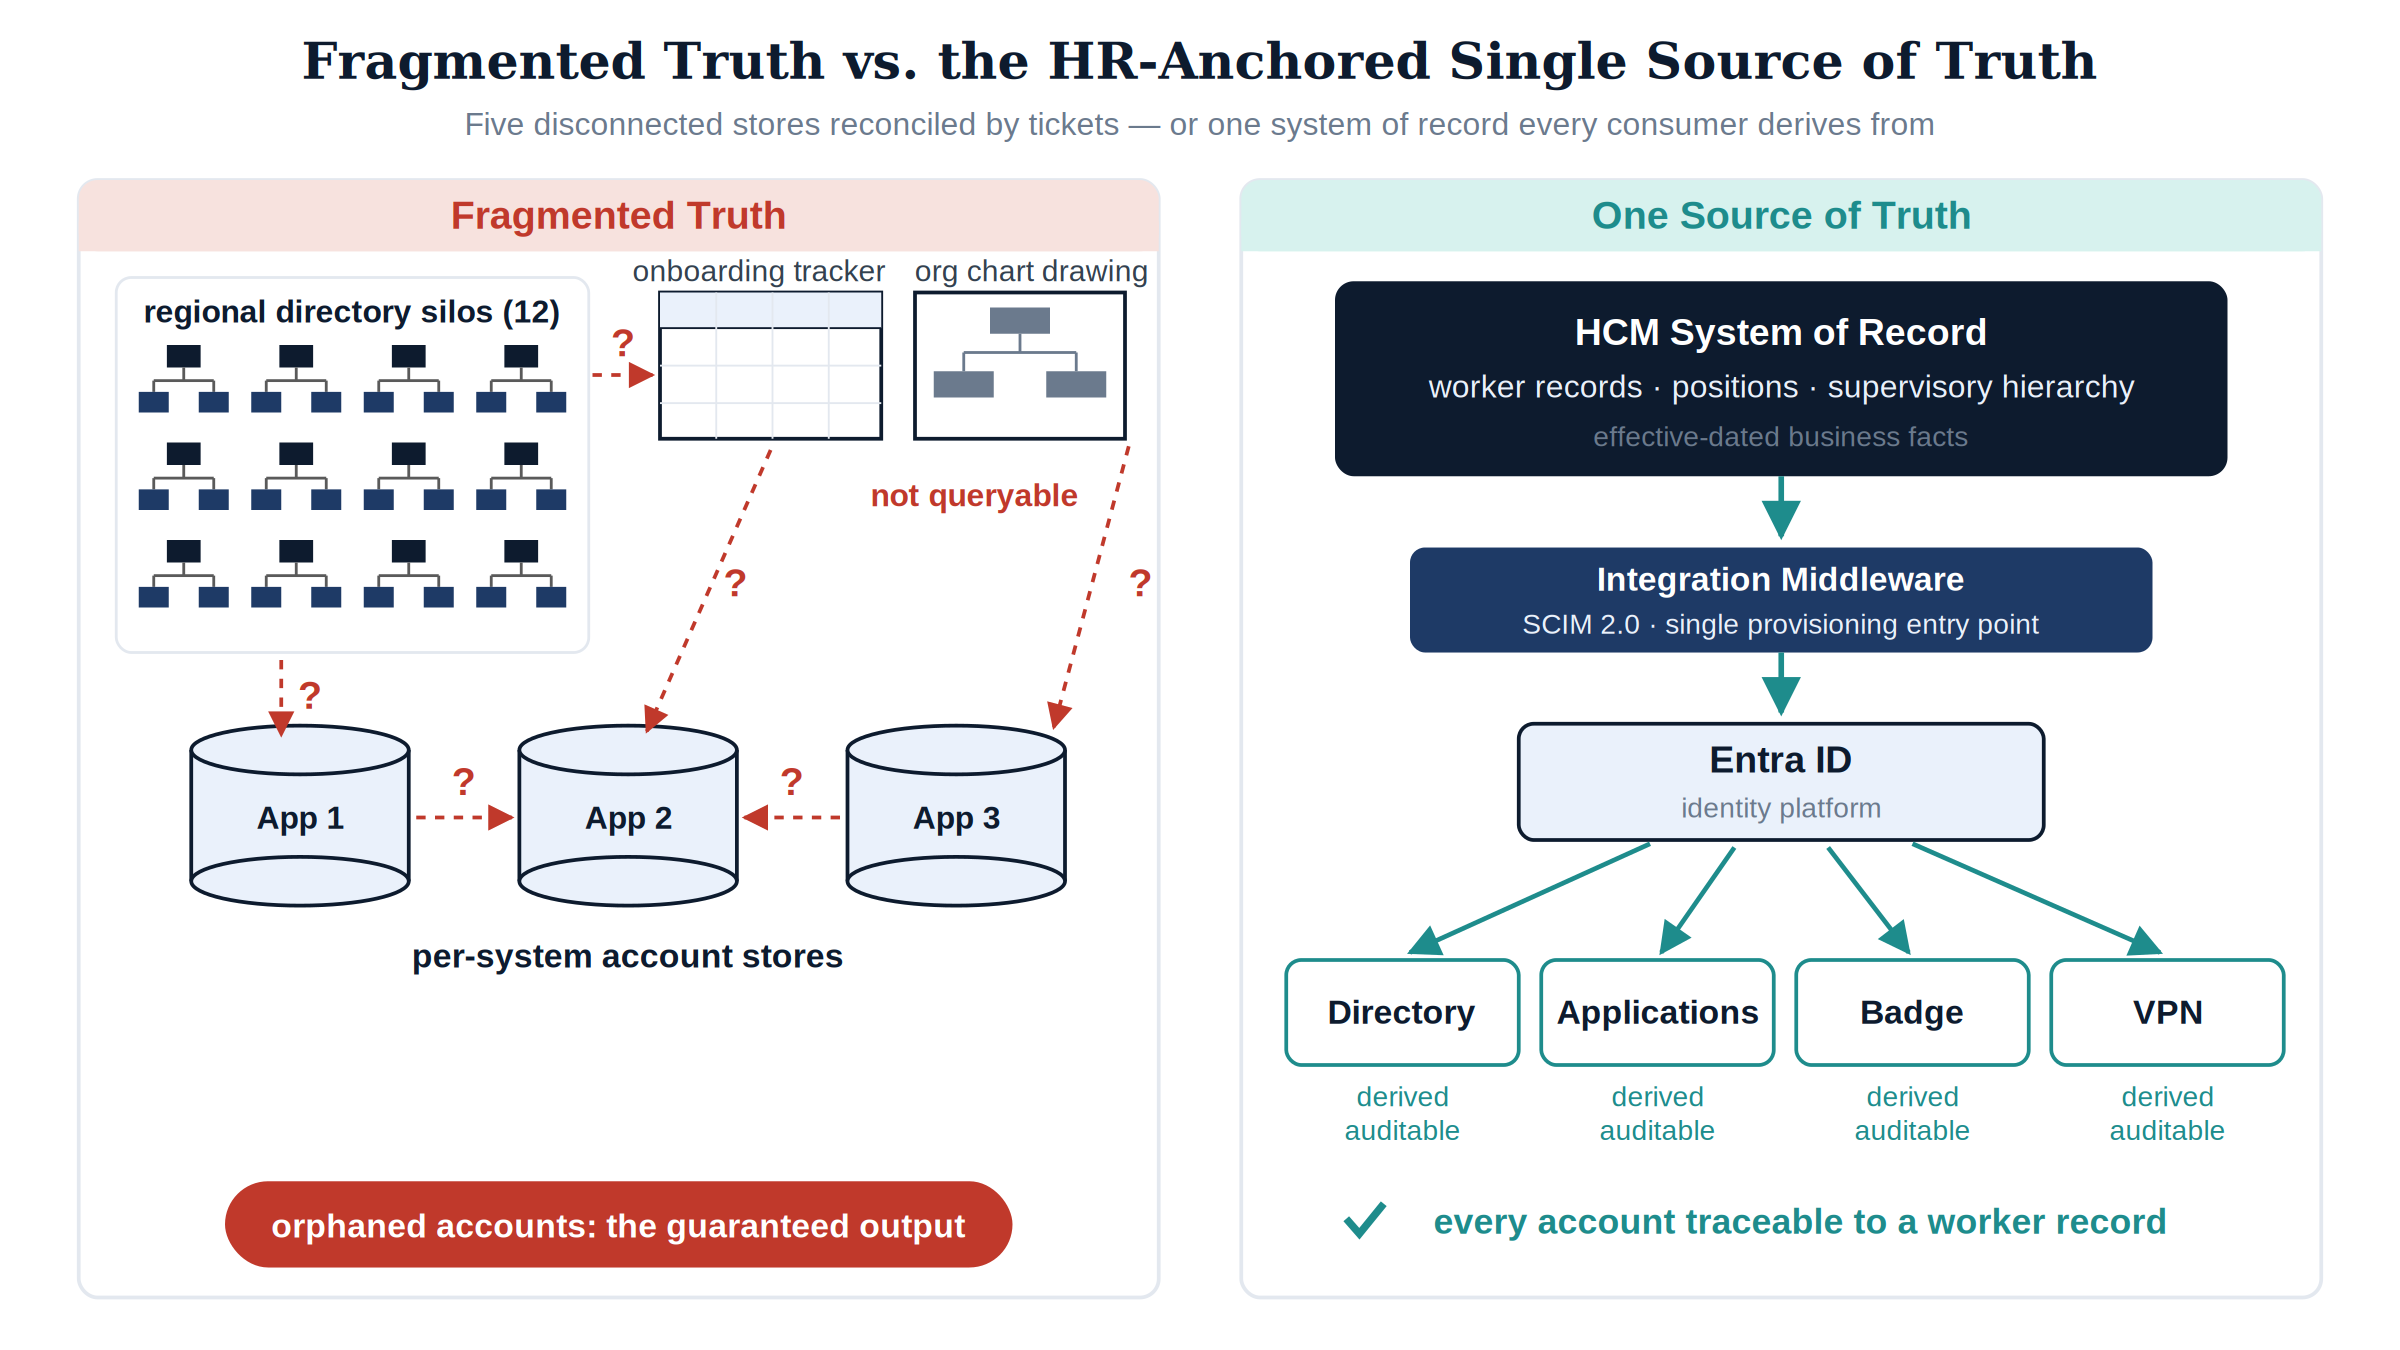 Fragmented Truth vs. the HR-Anchored Single Source of Truth
Five disconnected stores reconciled by tickets — or one system of record every consumer derives from
Fragmented Truth
onboarding tracker
org chart drawing
regional directory silos (12)
?
not queryable
?
?
?
?
?
App 1
App 2
App 3
per-system account stores
orphaned accounts: the guaranteed output
One Source of Truth
HCM System of Record
worker records · positions · supervisory hierarchy
effective-dated business facts
Integration Middleware
SCIM 2.0 · single provisioning entry point
Entra ID
identity platform
Directory
Applications
Badge
VPN
derived
auditable
derived
auditable
derived
auditable
derived
auditable
every account traceable to a worker record